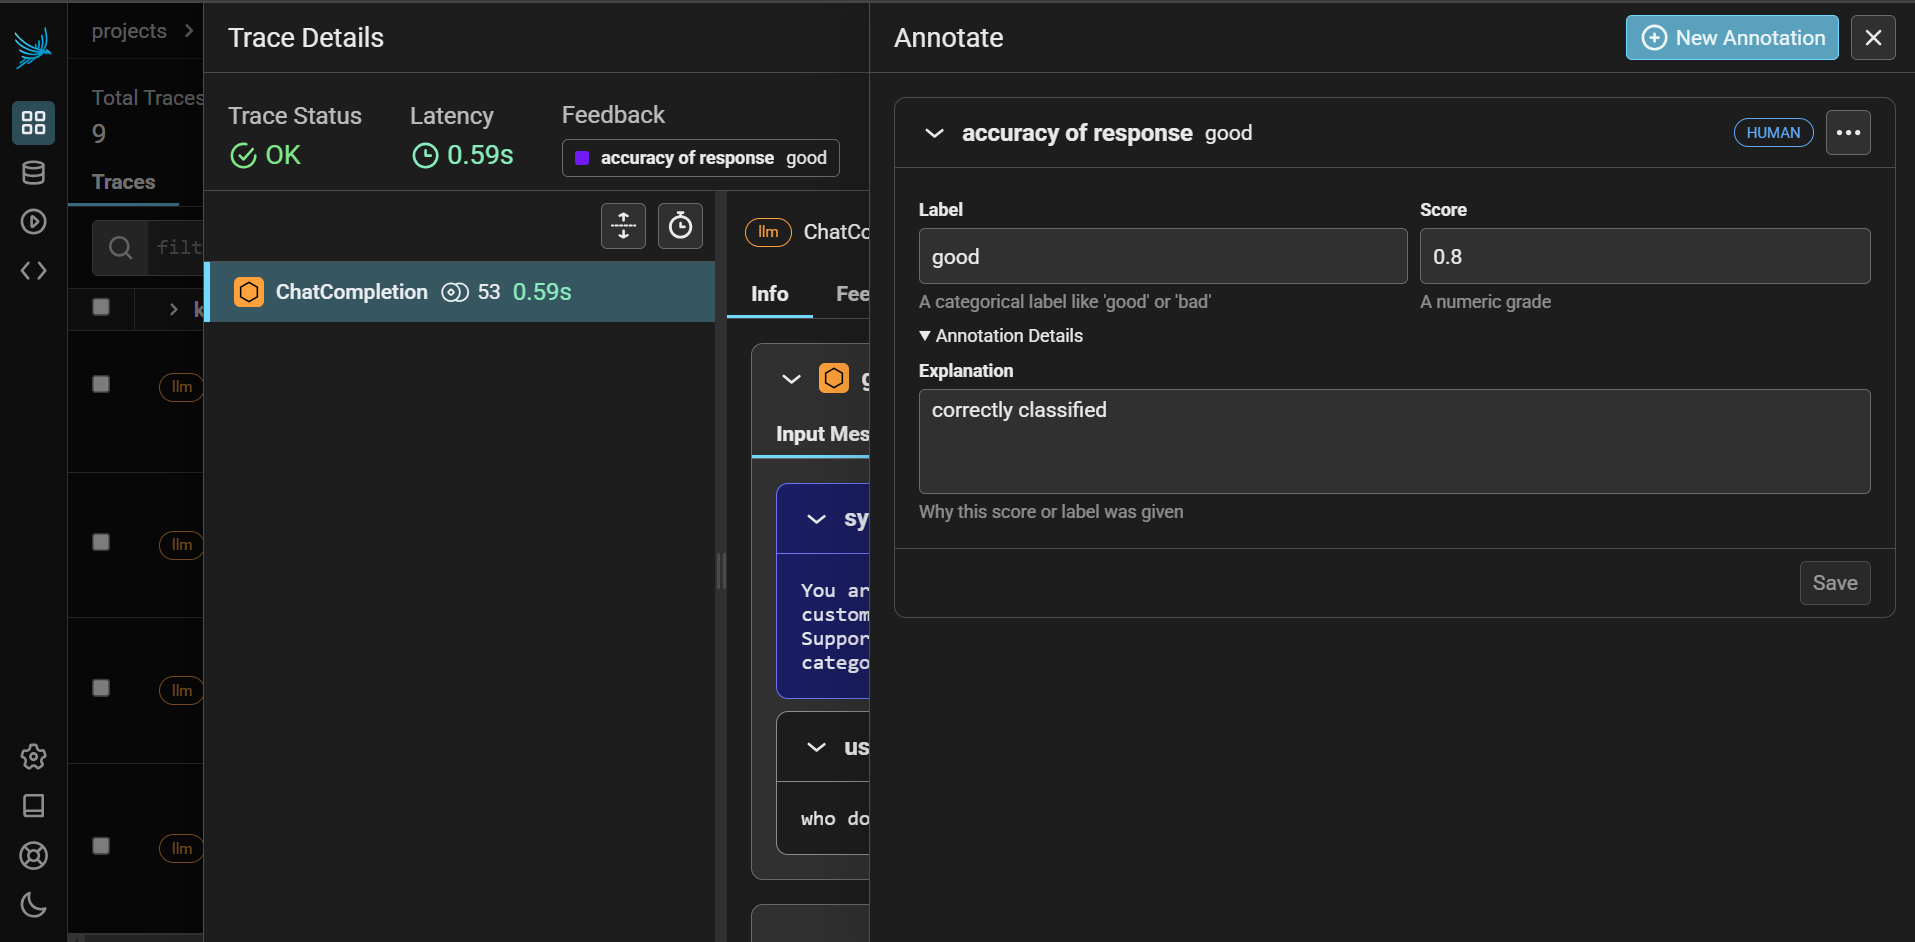 projects
Total Traces
9
Traces
filt
k
llm
llm
llm
llm
Trace Details
Trace Status
OK
Latency
0.59s
Feedback
accuracy of response good
ChatCompletion 53 0.59s
llm ChatCo
Info Fee
g
Input Mes
sy
You ar
custom
Suppor
catego
us
who do
Annotate
New Annotation
accuracy of response good
HUMAN
Label
good
A categorical label like 'good' or 'bad'
Score
0.8
A numeric grade
Annotation Details
Explanation
correctly classified
Why this score or label was given
Save